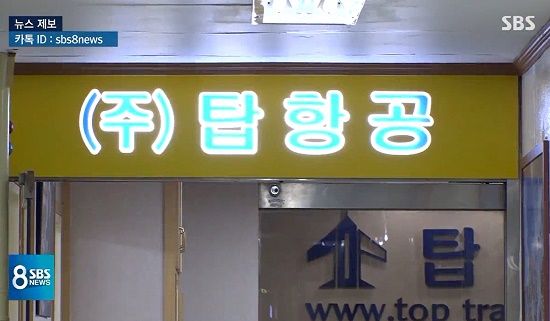 뉴스 제보
카톡 ID : sbs8news
SBS
(주)탑항공
탑
www.top tra
8 SBS
NEWS